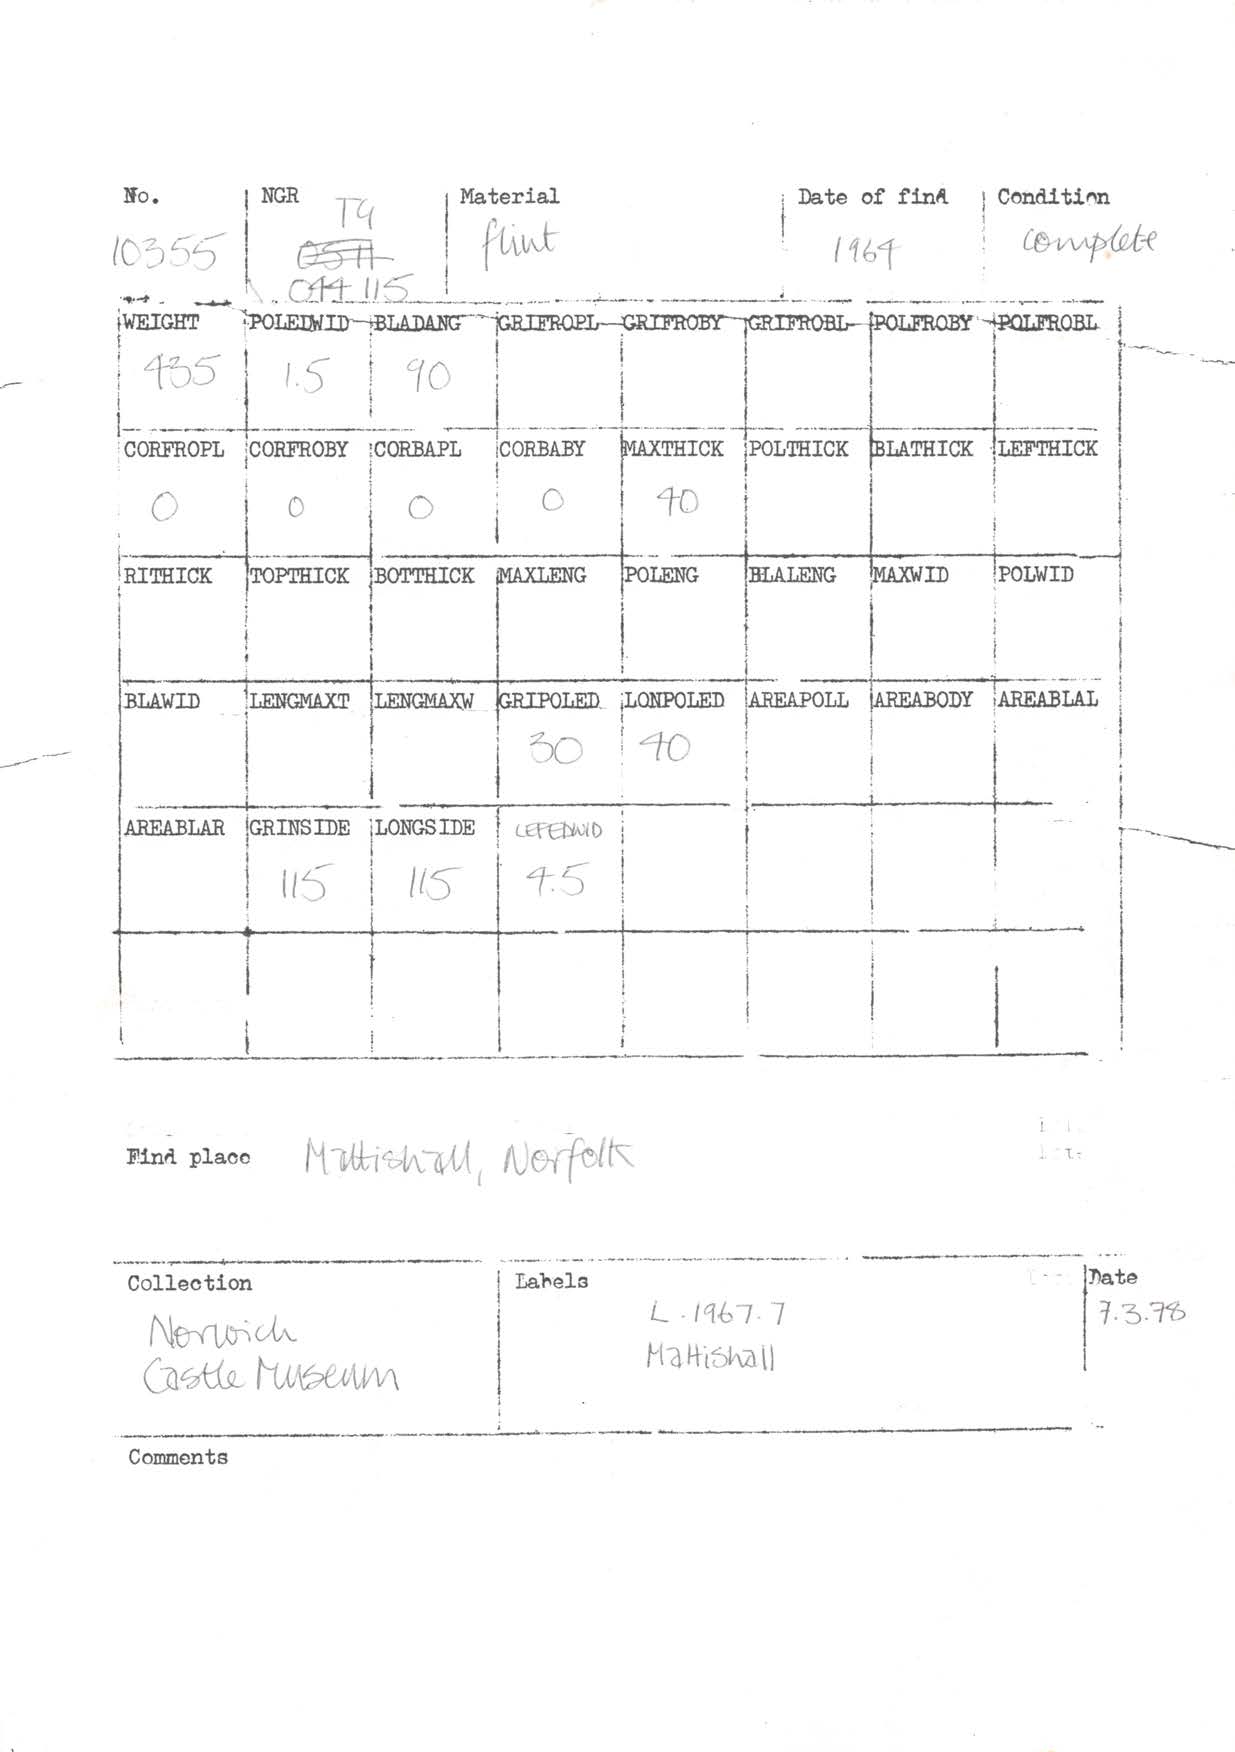 No. NGR Material Date of find Condition
10355 TG flint 1964 complete
0511
044 115
WEIGHT POLEDWID BLADANG GRIFROPL GRIFROBY GRIFROBL POLFROBY POLFROBL
435 1.5 90
CORFROPL CORFROBY CORBAPL CORBABY MAXTHICK POLTHICK BLATHICK LEFTHICK
0 0 0 0 40
RITHICK TOPTHICK BOTTHICK MAXLENG POLENG BLALENG MAXWID POLWID
BLAWID LENGMAXT LENGMAXW GRIPOLED LONPOLED AREAPOLL AREABODY AREABLAL
30 40
AREABLAR GRINSIDE LONGSIDE LEFEDWID
115 115 4.5
Find place Mattishall, Norfolk
Collection Labels Date
Norwich L.1967.7 7.3.78
Castle Museum Mattishall
Comments